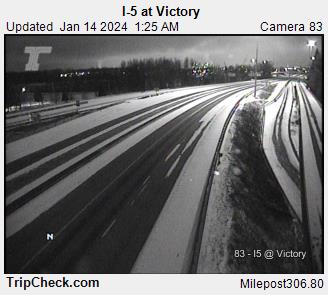 I-5 at Victory
Updated Jan 14 2024 1:25 AM Camera 83
T
N
83 - I5 @ Victory
TripCheck.com Milepost306.80